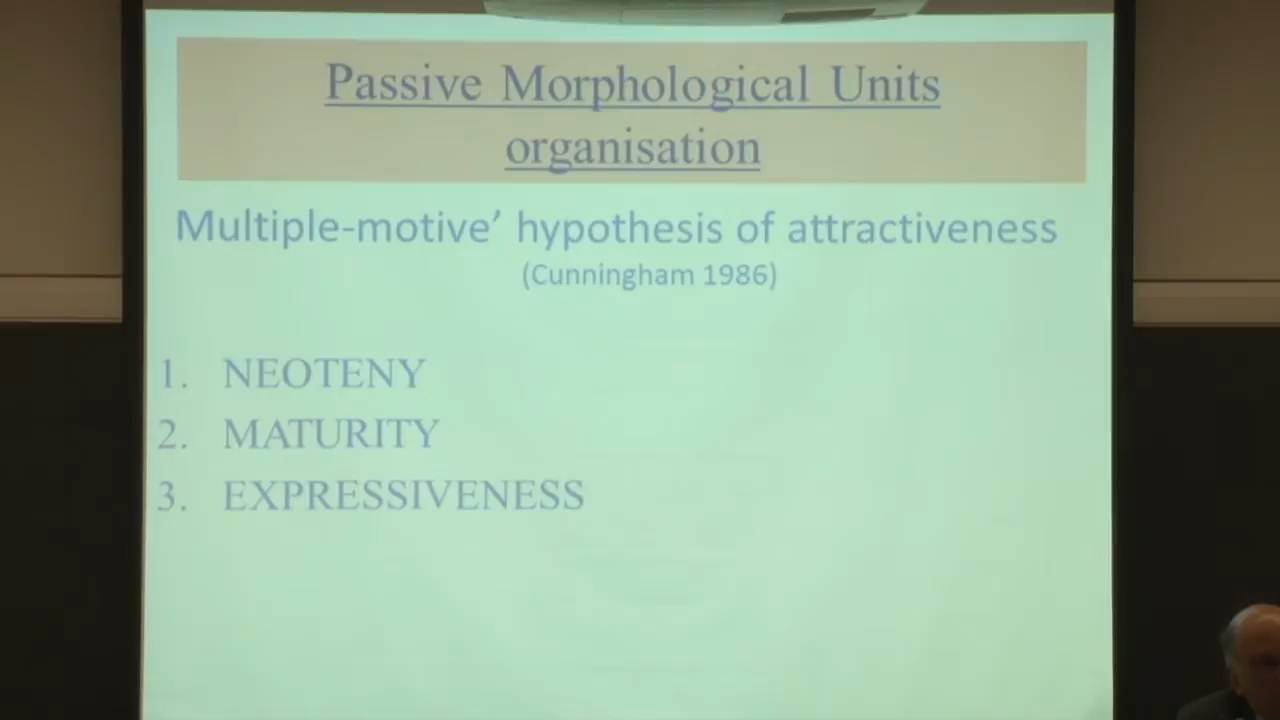 Passive Morphological Units
organisation
Multiple-motive’ hypothesis of attractiveness
(Cunningham 1986)
1. NEOTENY
2. MATURITY
3. EXPRESSIVENESS